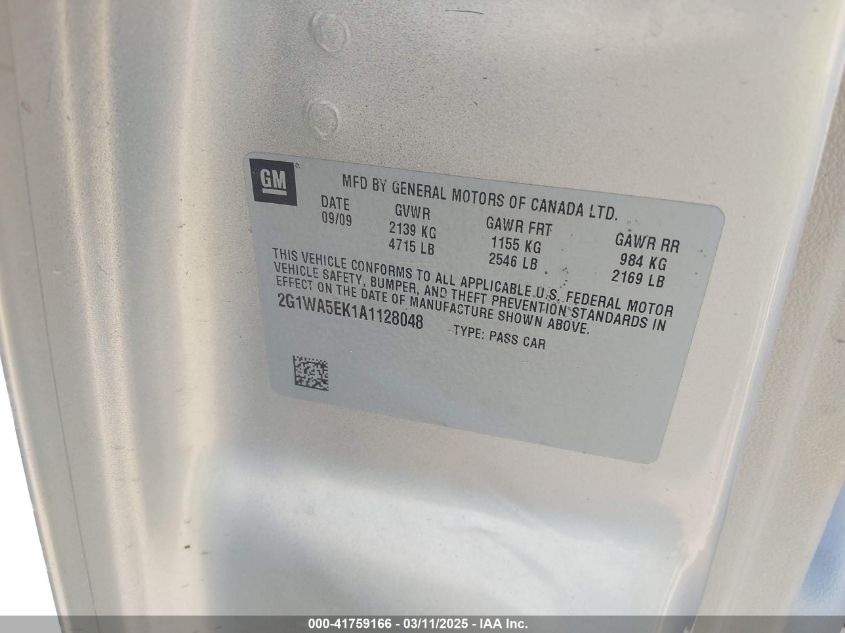 GM
MFD BY GENERAL MOTORS OF CANADA LTD.
DATE GVWR GAWR FRT GAWR RR
09/09 2139 KG 1155 KG 984 KG
4715 LB 2546 LB 2169 LB
THIS VEHICLE CONFORMS TO ALL APPLICABLE U.S. FEDERAL MOTOR
VEHICLE SAFETY, BUMPER, AND THEFT PREVENTION STANDARDS IN
EFFECT ON THE DATE OF MANUFACTURE SHOWN ABOVE.
2G1WA5EK1A1128048 TYPE: PASS CAR
000-41759166 - 03/11/2025 - IAA Inc.